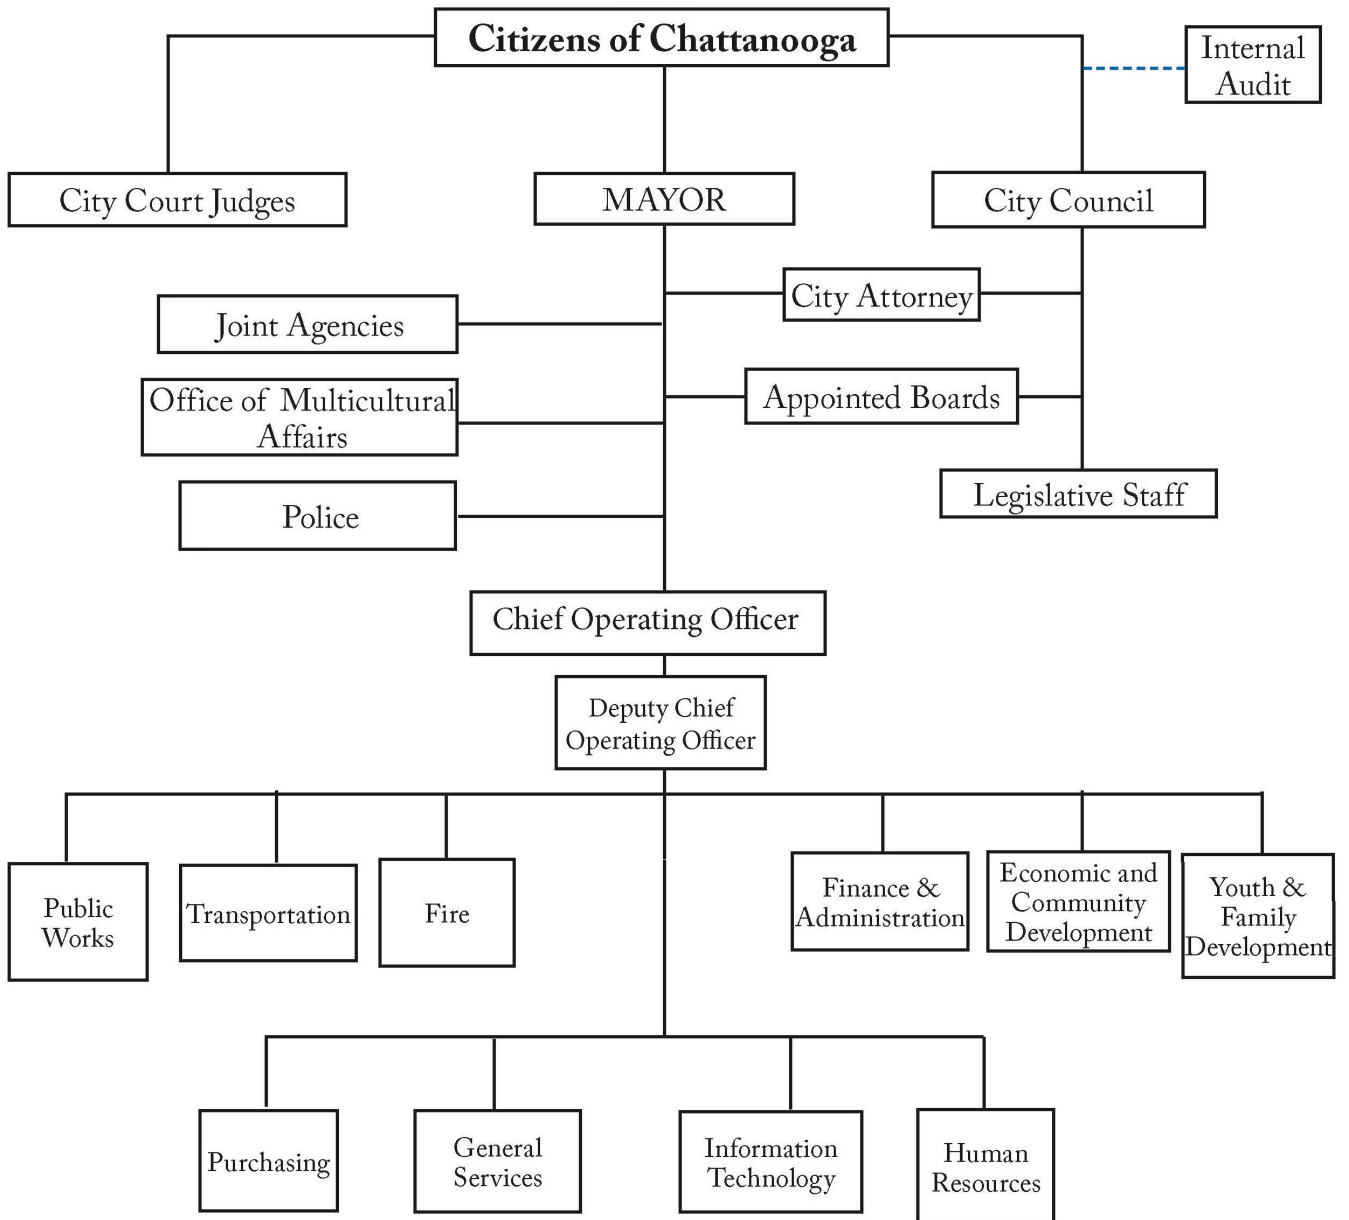 Citizens of Chattanooga
Internal
Audit
City Court Judges
MAYOR
City Council
City Attorney
Joint Agencies
Office of Multicultural
Affairs
Appointed Boards
Police
Legislative Staff
Chief Operating Officer
Deputy Chief
Operating Officer
Public
Works
Transportation
Fire
Finance &
Administration
Economic and
Community
Development
Youth &
Family
Development
Purchasing
General
Services
Information
Technology
Human
Resources